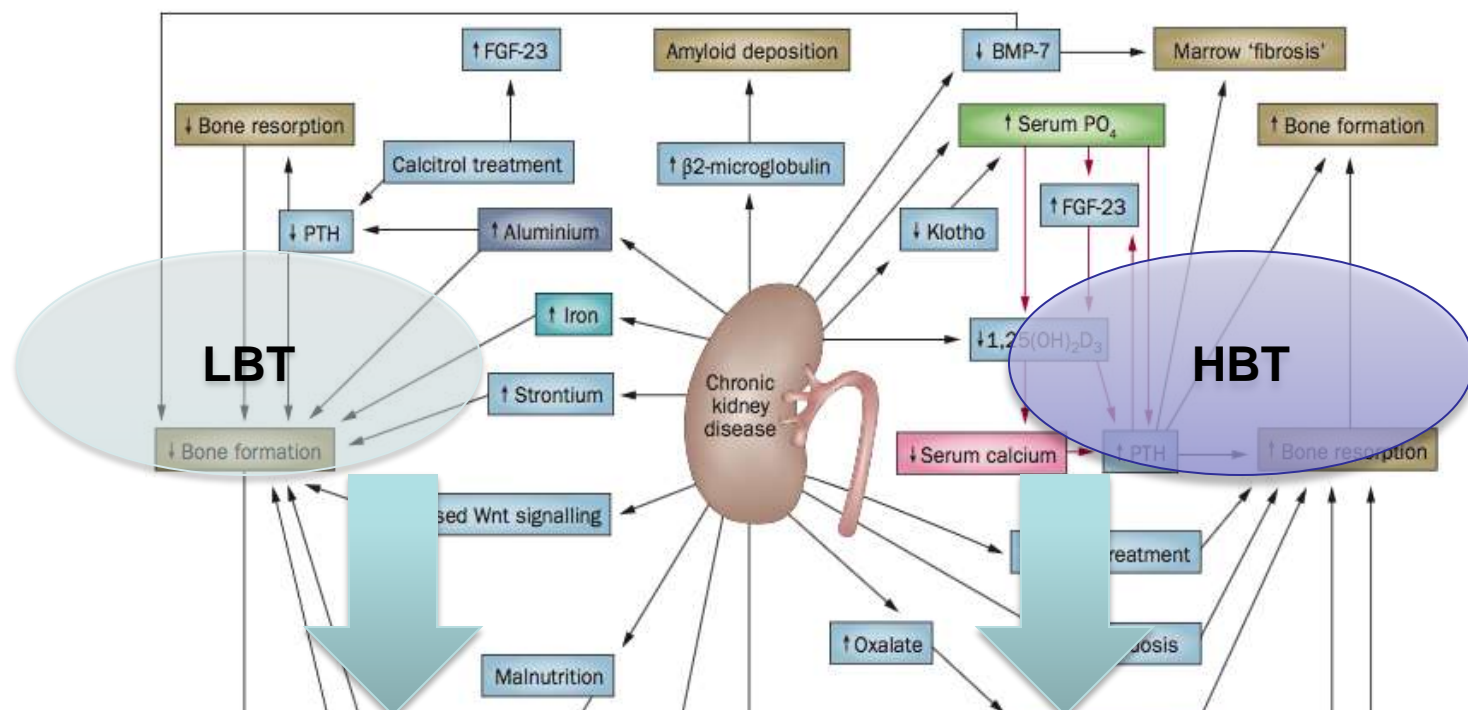 ↑ FGF-23
Amyloid deposition
↓ BMP-7
Marrow 'fibrosis'
↓ Bone resorption
↑ Serum PO₄
↑ Bone formation
Calcitrol treatment
↑ β2-microglobulin
↑ FGF-23
↓ PTH
↑ Aluminium
↓ Klotho
↑ Iron
↓ 1,25(OH)₂D₃
LBT
HBT
↑ Strontium
Chronic
kidney
disease
↓ Bone formation
↓ Serum calcium
↑ PTH
↑ Bone resorption
sed Wnt signalling
reatment
↑ Oxalate
dosis
Malnutrition